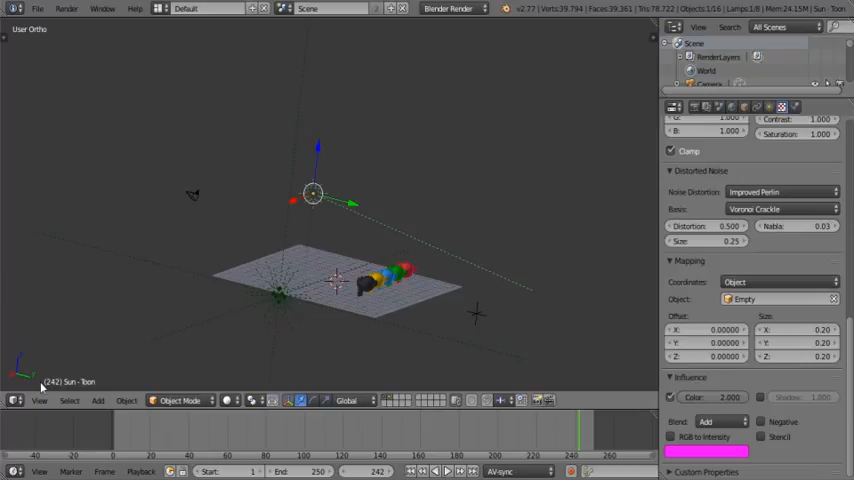 File Render Window Help Default Scene Blender Render v2.77 | Verts:39.794 | Faces:39.361 | Tris:78.722 | Objects:1/16 | Lamps:1/8 | Mem:24.15M | Sun - Toon
User Ortho
View Search All Scenes
Scene
RenderLayers
World
Camera
G: 1.000 Contrast: 1.000
B: 1.000 Saturation: 1.000
Clamp
Distorted Noise
Noise Distortion: Improved Perlin
Basis: Voronoi Crackle
Distortion: 0.500 Nabla: 0.03
Size: 0.25
Mapping
Coordinates: Object
Object: Empty
Offset: Size:
X: 0.00000 X: 0.20
Y: 0.00000 Y: 0.20
Z: 0.00000 Z: 0.20
Influence
Color: 2.000 Shadow: 1.000
Blend: Add Negative
RGB to Intensity Stencil
Custom Properties
(242) Sun - Toon
View Select Add Object Object Mode Global
-40 -20 0 20 40 60 80 100 120 140 160 180 200 220 240 260
View Marker Frame Playback Start: 1 End: 250 242 AV-sync